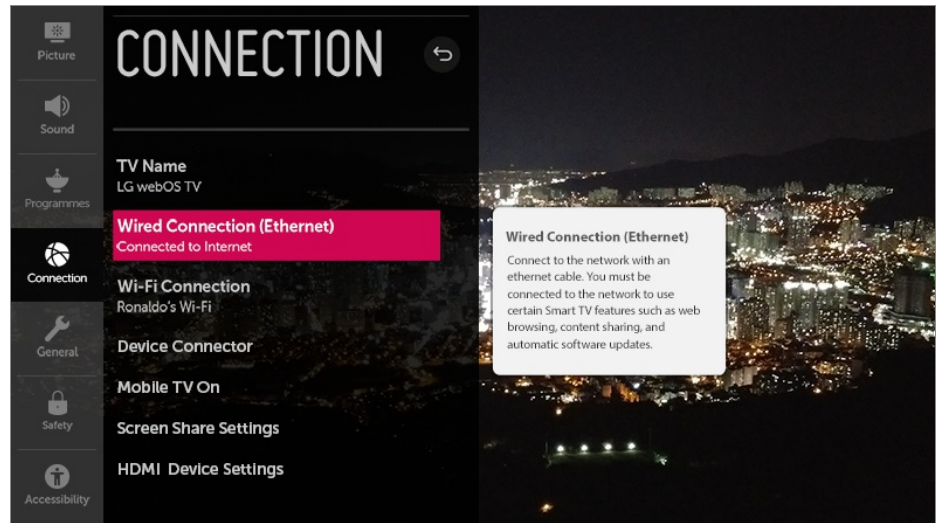 Picture
Sound
Programmes
Connection
General
Safety
Accessibility
CONNECTION
TV Name
LG webOS TV
Wired Connection (Ethernet)
Connected to Internet
Wi-Fi Connection
Ronaldo's Wi-Fi
Device Connector
Mobile TV On
Screen Share Settings
HDMI Device Settings
Wired Connection (Ethernet)
Connect to the network with an
ethernet cable. You must be
connected to the network to use
certain Smart TV features such as web
browsing, content sharing, and
automatic software updates.